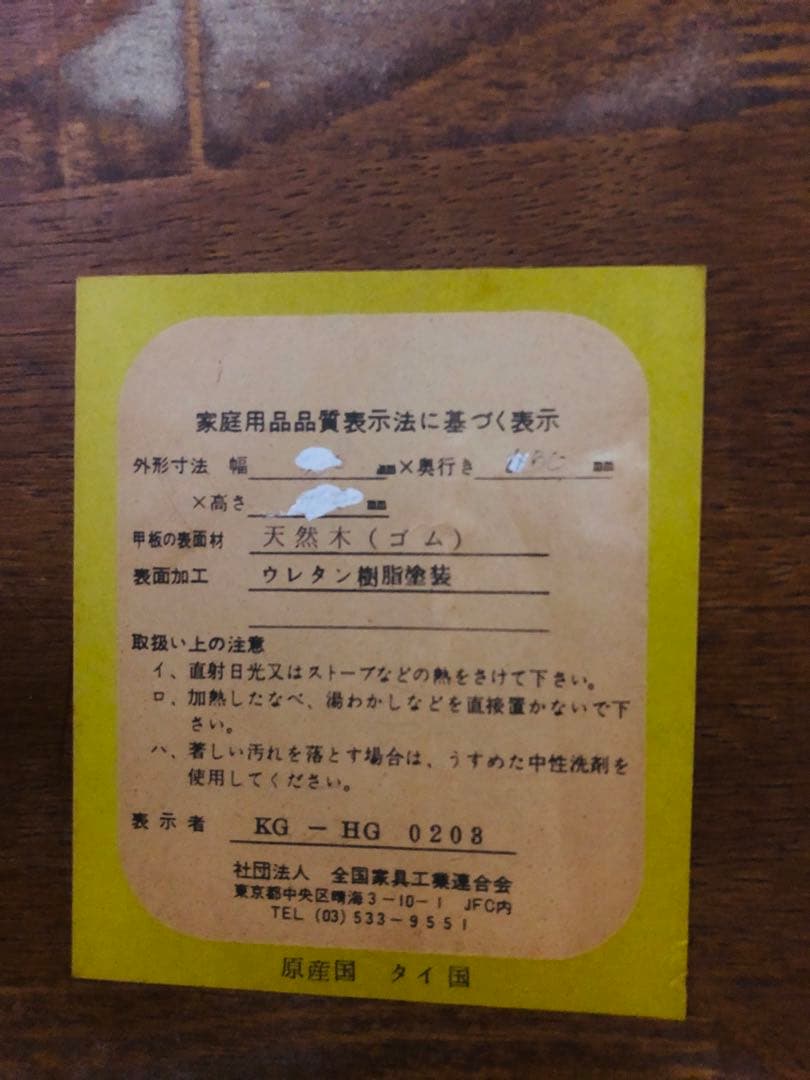 家庭用品品質表示法に基づく表示
外形寸法 幅 mm×奥行き mm
×高さ mm
甲板の表面材 天然木(ゴム)
表面加工 ウレタン樹脂塗装
取扱い上の注意
イ、直射日光又はストーブなどの熱をさけて下さい。
ロ、加熱したなべ、湯わかしなどを直接置かないで下
さい。
ハ、著しい汚れを落とす場合は、うすめた中性洗剤を
使用してください。
表示者 KG-HG 0208
社団法人 全国家具工業連合会
東京都中央区晴海3-10-1 JFC内
TEL (03)533-9551
原産国 タイ国